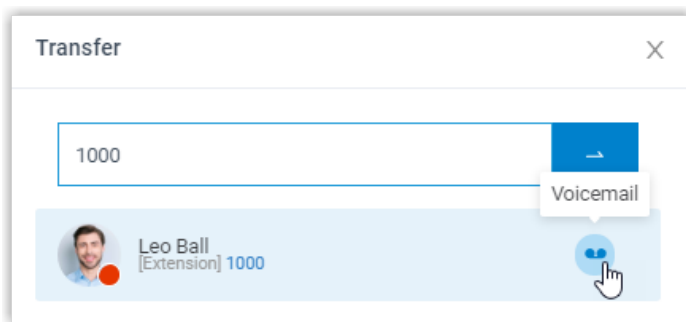 Transfer
1000
Voicemail
Leo Ball
[Extension] 1000